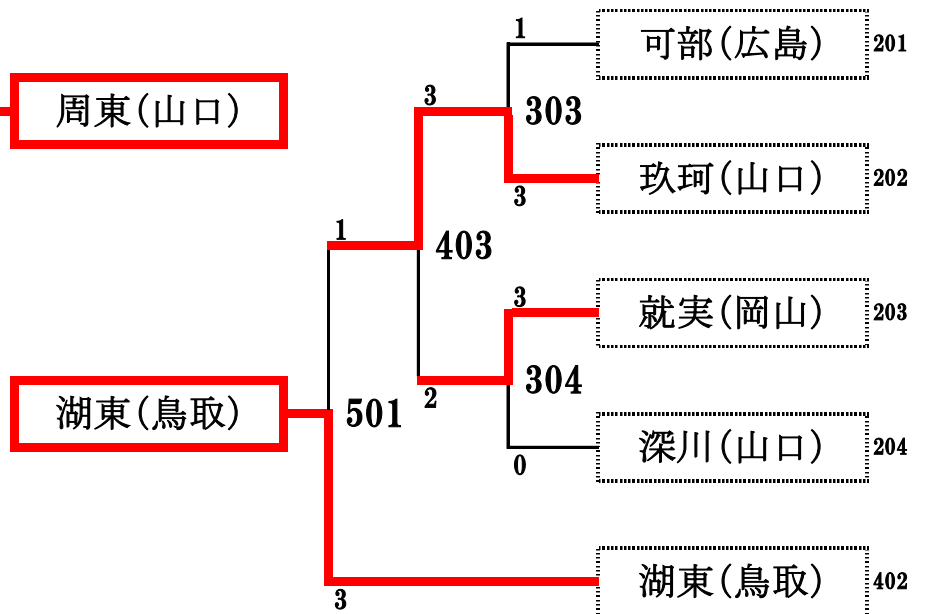 1
可部(広島) 201
周東(山口)
3
303
玖珂(山口) 202
3
1
403
3
就実(岡山) 203
304
2
湖東(鳥取)
501
深川(山口) 204
0
湖東(鳥取) 402
3